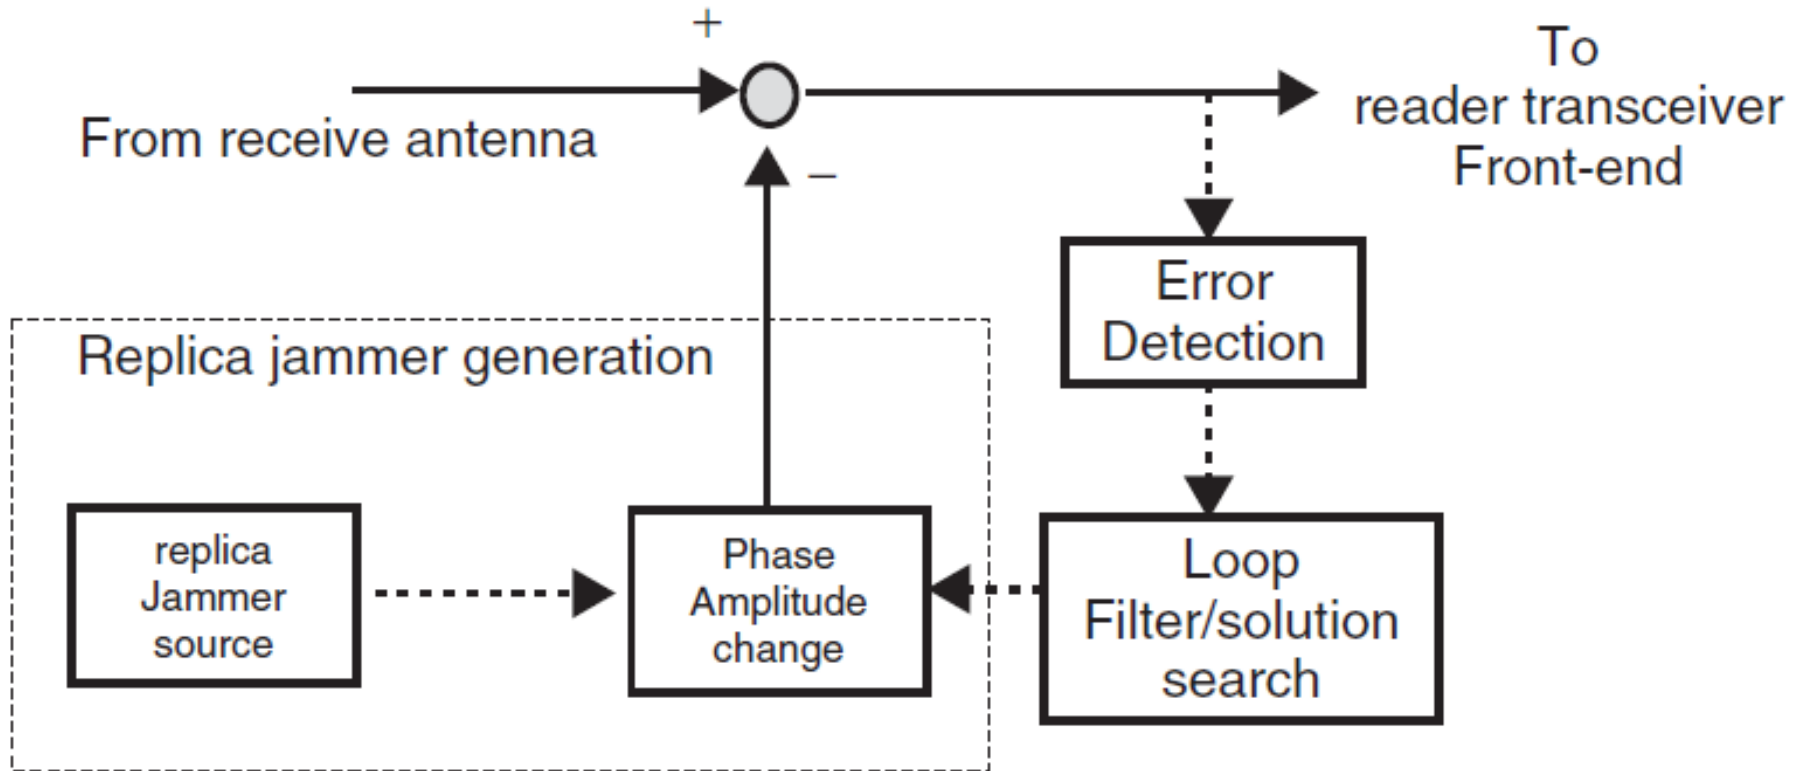 +
To
reader transceiver
Front-end
From receive antenna
–
Error
Detection
Replica jammer generation
replica
Jammer
source
Phase
Amplitude
change
Loop
Filter/solution
search